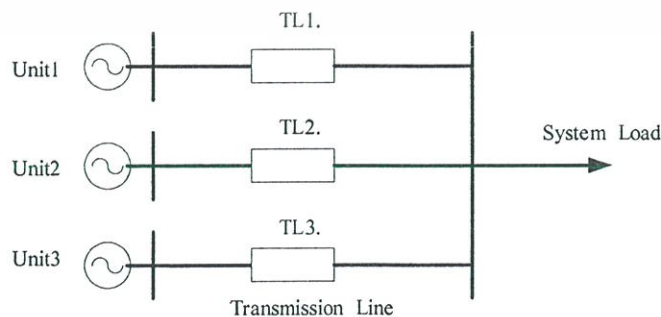 TL1.
Unit1
TL2.
System Load
Unit2
TL3.
Unit3
Transmission Line